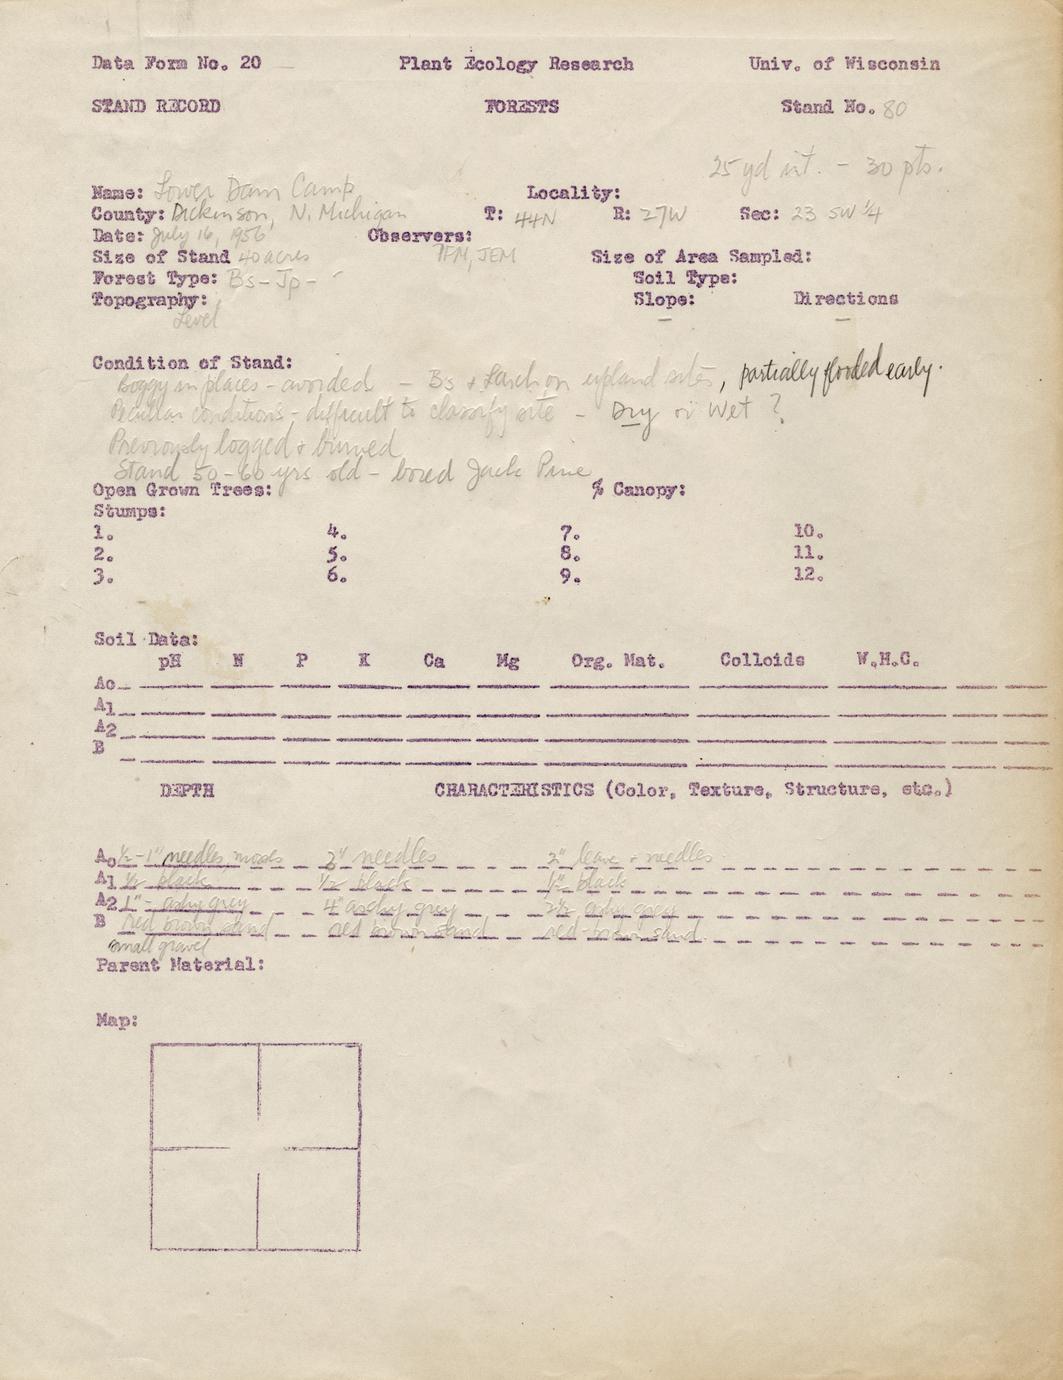 Data Form No. 20 Plant Ecology Research Univ. of Wisconsin
STAND RECORD FORESTS Stand No. 80
25 yd int. - 30 pts.
Name: Lower Dam Camp Locality:
County: Dickinson, N. Michigan T: 44N R: 27W Sec: 23 SW 1/4
Date: July 16, 1956 Observers:
Size of Stand 40 acres JEM Size of Area Sampled:
Forest Type: Bs - Jp - Soil Type:
Topography: Slope: Directions
Level - -
Condition of Stand:
Boggy in places - avoided - Bs & Larch on upland sites, partially flooded early.
Peculiar conditions - difficult to classify site - Dry or Wet ?
Previously logged & burned
Stand 50-60 yrs old - bored Jack Pine
Open Grown Trees: % Canopy:
Stumps:
1. 4. 7. 10.
2. 5. 8. 11.
3. 6. 9. 12.
Soil Data:
pH N P K Ca Mg Org. Mat. Colloids W.H.C.
Ao
A1
A2
B
DEPTH CHARACTERISTICS (Color, Texture, Structure, etc.)
Ao 1/2-1" needles, moss 2" needles 2" leave & needles
A1 1/2 black 1/2 black 1" black
A2 1" - ashy grey 4" aschy grey 2 1/2 ashy grey
B red brown sand red brown sand red-brown sand
small gravel
Parent Material:
Map: